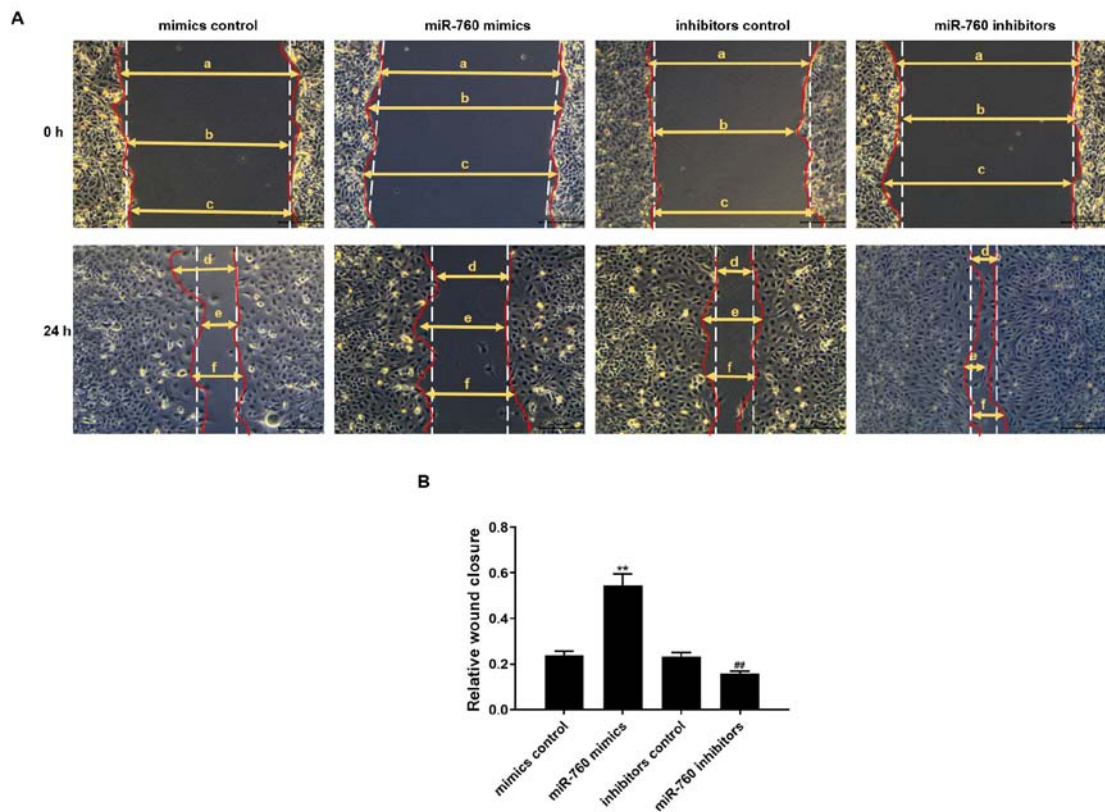 A
mimics control
miR-760 mimics
inhibitors control
miR-760 inhibitors
0 h
a
b
c
a
b
c
a
b
c
a
b
c
24 h
d
e
f
d
e
f
d
e
f
d
e
f
B
Relative wound closure
0.8
0.6
0.4
0.2
0.0
**
##
mimics control
miR-760 mimics
inhibitors control
miR-760 inhibitors